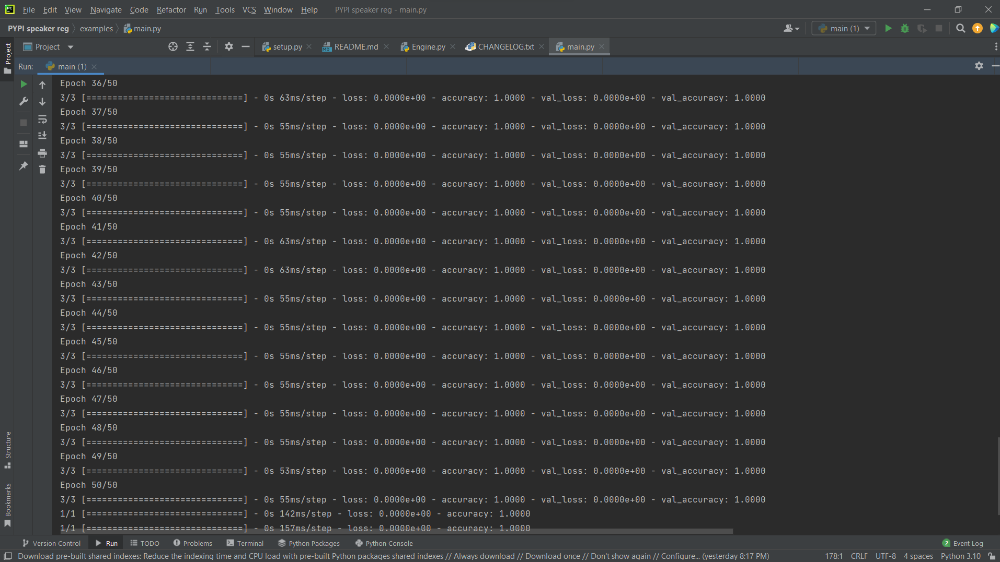 File Edit View Navigate Code Refactor Run Tools VCS Window Help PYPI speaker reg - main.py
PYPI speaker reg examples main.py main (1)
Project setup.py README.md Engine.py CHANGELOG.txt main.py
Project
Run: main (1)
Epoch 36/50
3/3 [==============================] - 0s 63ms/step - loss: 0.0000e+00 - accuracy: 1.0000 - val_loss: 0.0000e+00 - val_accuracy: 1.0000
Epoch 37/50
3/3 [==============================] - 0s 55ms/step - loss: 0.0000e+00 - accuracy: 1.0000 - val_loss: 0.0000e+00 - val_accuracy: 1.0000
Epoch 38/50
3/3 [==============================] - 0s 55ms/step - loss: 0.0000e+00 - accuracy: 1.0000 - val_loss: 0.0000e+00 - val_accuracy: 1.0000
Epoch 39/50
3/3 [==============================] - 0s 55ms/step - loss: 0.0000e+00 - accuracy: 1.0000 - val_loss: 0.0000e+00 - val_accuracy: 1.0000
Epoch 40/50
3/3 [==============================] - 0s 55ms/step - loss: 0.0000e+00 - accuracy: 1.0000 - val_loss: 0.0000e+00 - val_accuracy: 1.0000
Epoch 41/50
3/3 [==============================] - 0s 63ms/step - loss: 0.0000e+00 - accuracy: 1.0000 - val_loss: 0.0000e+00 - val_accuracy: 1.0000
Epoch 42/50
3/3 [==============================] - 0s 63ms/step - loss: 0.0000e+00 - accuracy: 1.0000 - val_loss: 0.0000e+00 - val_accuracy: 1.0000
Epoch 43/50
3/3 [==============================] - 0s 55ms/step - loss: 0.0000e+00 - accuracy: 1.0000 - val_loss: 0.0000e+00 - val_accuracy: 1.0000
Epoch 44/50
3/3 [==============================] - 0s 55ms/step - loss: 0.0000e+00 - accuracy: 1.0000 - val_loss: 0.0000e+00 - val_accuracy: 1.0000
Epoch 45/50
3/3 [==============================] - 0s 55ms/step - loss: 0.0000e+00 - accuracy: 1.0000 - val_loss: 0.0000e+00 - val_accuracy: 1.0000
Epoch 46/50
3/3 [==============================] - 0s 55ms/step - loss: 0.0000e+00 - accuracy: 1.0000 - val_loss: 0.0000e+00 - val_accuracy: 1.0000
Epoch 47/50
3/3 [==============================] - 0s 55ms/step - loss: 0.0000e+00 - accuracy: 1.0000 - val_loss: 0.0000e+00 - val_accuracy: 1.0000
Epoch 48/50
3/3 [==============================] - 0s 55ms/step - loss: 0.0000e+00 - accuracy: 1.0000 - val_loss: 0.0000e+00 - val_accuracy: 1.0000
Epoch 49/50
3/3 [==============================] - 0s 53ms/step - loss: 0.0000e+00 - accuracy: 1.0000 - val_loss: 0.0000e+00 - val_accuracy: 1.0000
Epoch 50/50
3/3 [==============================] - 0s 55ms/step - loss: 0.0000e+00 - accuracy: 1.0000 - val_loss: 0.0000e+00 - val_accuracy: 1.0000
1/1 [==============================] - 0s 142ms/step - loss: 0.0000e+00 - accuracy: 1.0000
1/1 [==============================] - 0s 157ms/step - loss: 0.0000e+00 - accuracy: 1.0000
Structure
Bookmarks
Version Control Run TODO Problems Terminal Python Packages Python Console 2 Event Log
Download pre-built shared indexes: Reduce the indexing time and CPU load with pre-built Python packages shared indexes // Always download // Download once // Don't show again // Configure... (yesterday 8:17 PM) 178:1 CRLF UTF-8 4 spaces Python 3.10